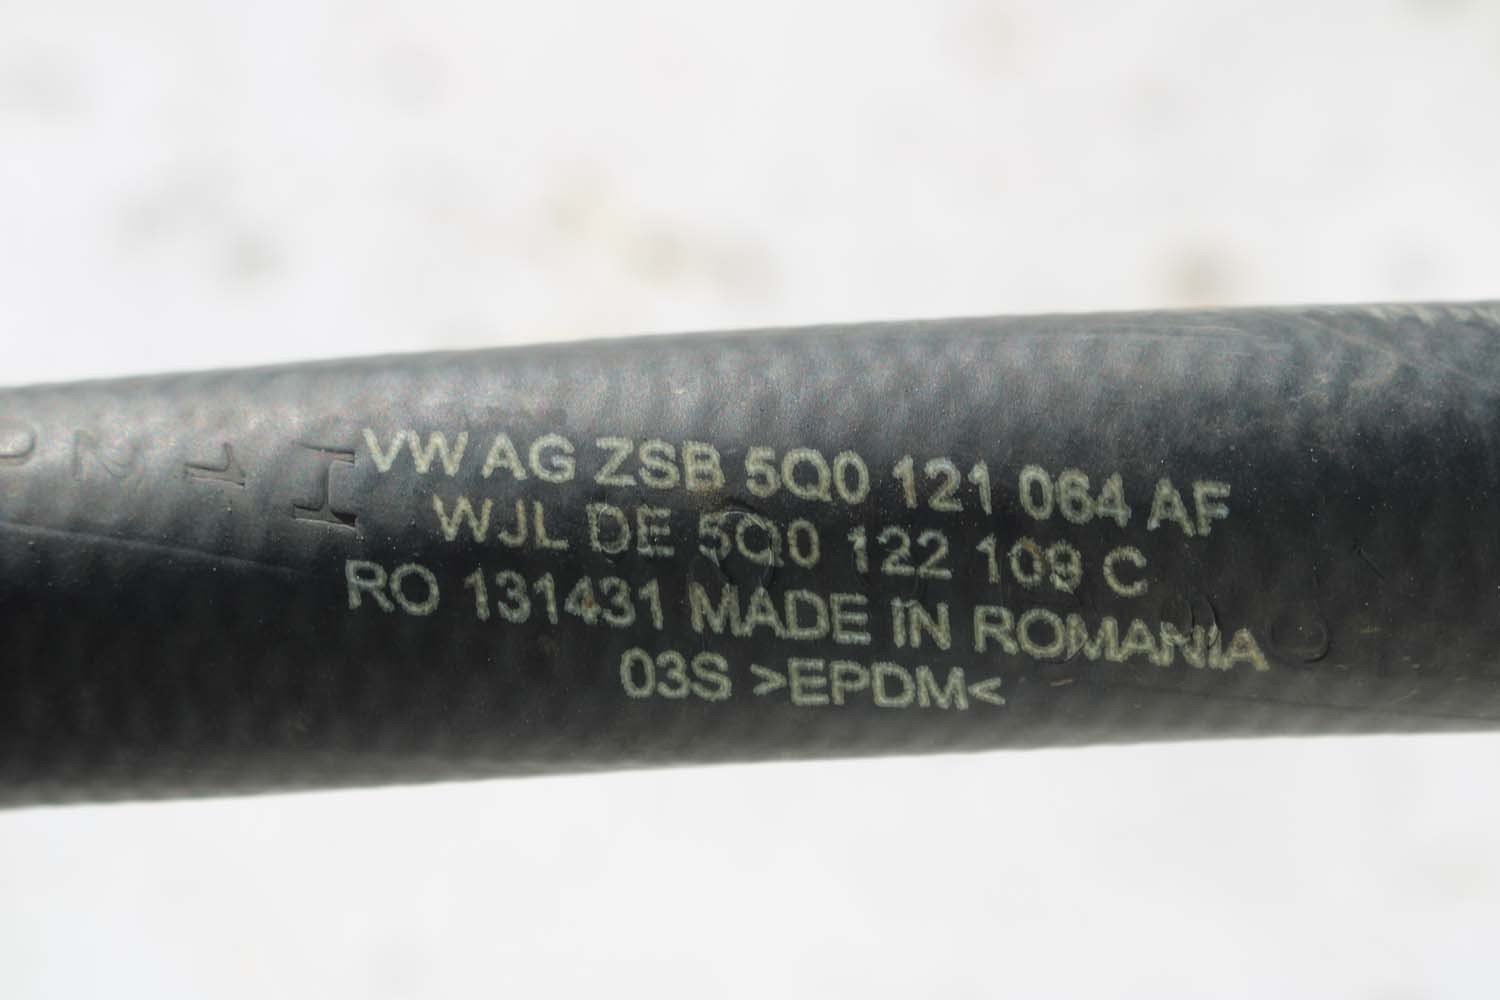 VW AG ZSB 5Q0 121 064 AF
WJL DE 5Q0 122 109 C
RO 131431 MADE IN ROMANIA
03S >EPDM<